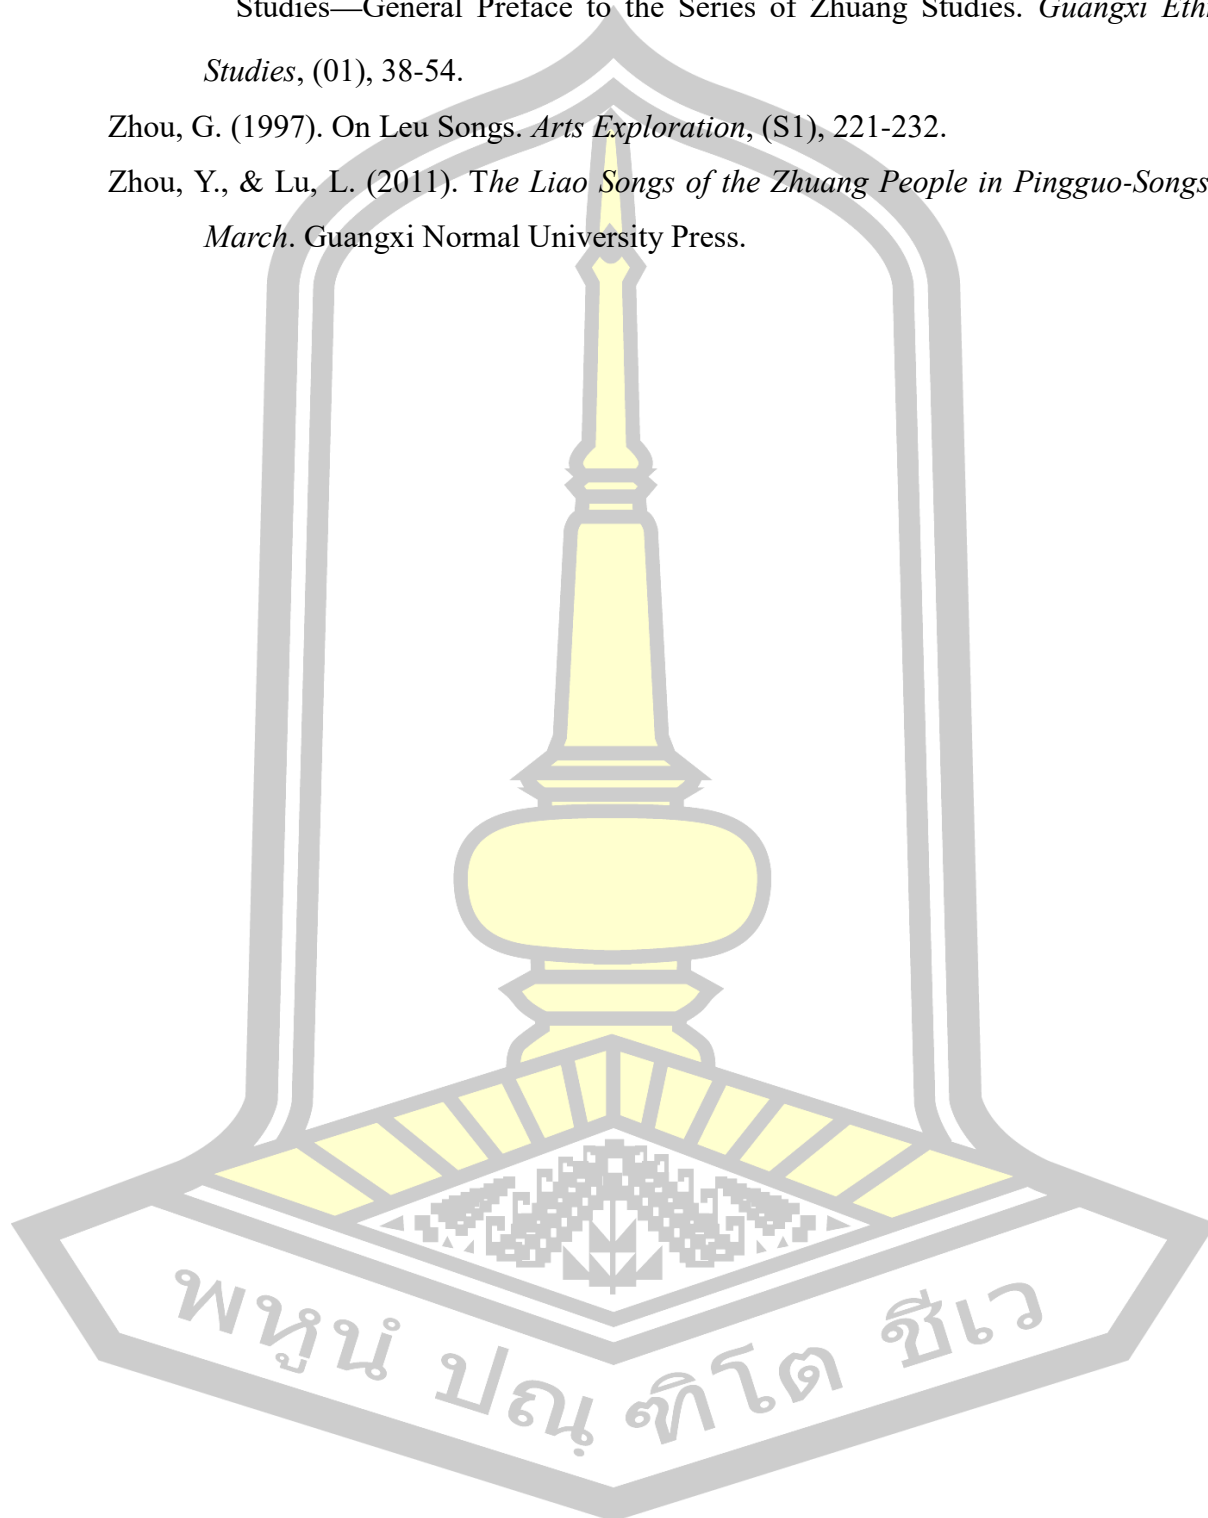 Studies—General Preface to the Series of Zhuang Studies. Guangxi
Studies, (01), 38-54.
Zhou, G. (1997). On Leu Songs. Arts Exploration, (S1), 221-232.
Zhou, Y., & Lu, L. (2011). The Liao Songs of the Zhuang People in Pingguo-Songs
March. Guangxi Normal University Press.
พหูนํ ปณฺฑิโต ชีเว